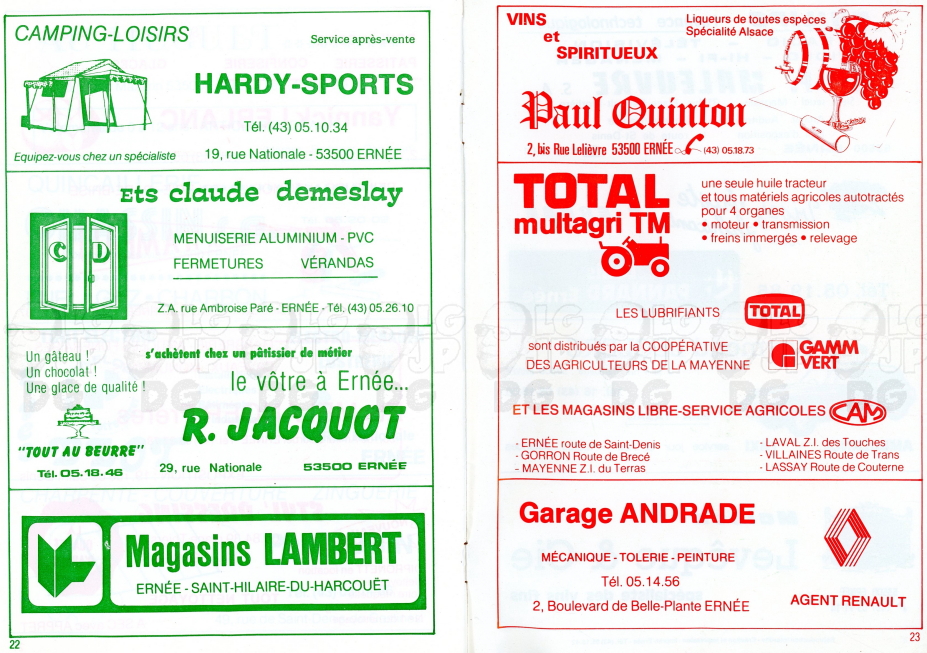 CAMPING-LOISIRS
Service après-vente
HARDY-SPORTS
Tél. (43) 05.10.34
Equipez-vous chez un spécialiste
19, rue Nationale - 53500 ERNÉE
Ets claude demeslay
C D
MENUISERIE ALUMINIUM - PVC
FERMETURES VÉRANDAS
Z.A. rue Ambroise Paré - ERNÉE - Tél. (43) 05.26.10
Un gâteau !
Un chocolat !
Une glace de qualité !
s'achètent chez un pâtissier de métier
le vôtre à Ernée...
R. JACQUOT
"TOUT AU BEURRE"
Tél. 05.18.46
29, rue Nationale 53500 ERNÉE
Magasins LAMBERT
ERNÉE - SAINT-HILAIRE-DU-HARCOUËT
22
VINS
et
SPIRITUEUX
Liqueurs de toutes espèces
Spécialité Alsace
Paul Quinton
2, bis Rue Lelièvre 53500 ERNÉE (43) 05.18.73
TOTAL
multagri TM
une seule huile tracteur
et tous matériels agricoles autotractés
pour 4 organes
• moteur • transmission
• freins immergés • relevage
LES LUBRIFIANTS
TOTAL
sont distribués par la COOPÉRATIVE
DES AGRICULTEURS DE LA MAYENNE
GAMM
VERT
ET LES MAGASINS LIBRE-SERVICE AGRICOLES
CAM
- ERNÉE route de Saint-Denis
- GORRON Route de Brecé
- MAYENNE Z.I. du Terras
- LAVAL Z.I. des Touches
- VILLAINES Route de Trans
- LASSAY Route de Couterne
Garage ANDRADE
MÉCANIQUE - TOLERIE - PEINTURE
Tél. 05.14.56
2, Boulevard de Belle-Plante ERNÉE
AGENT RENAULT
23
LG
JP
DG